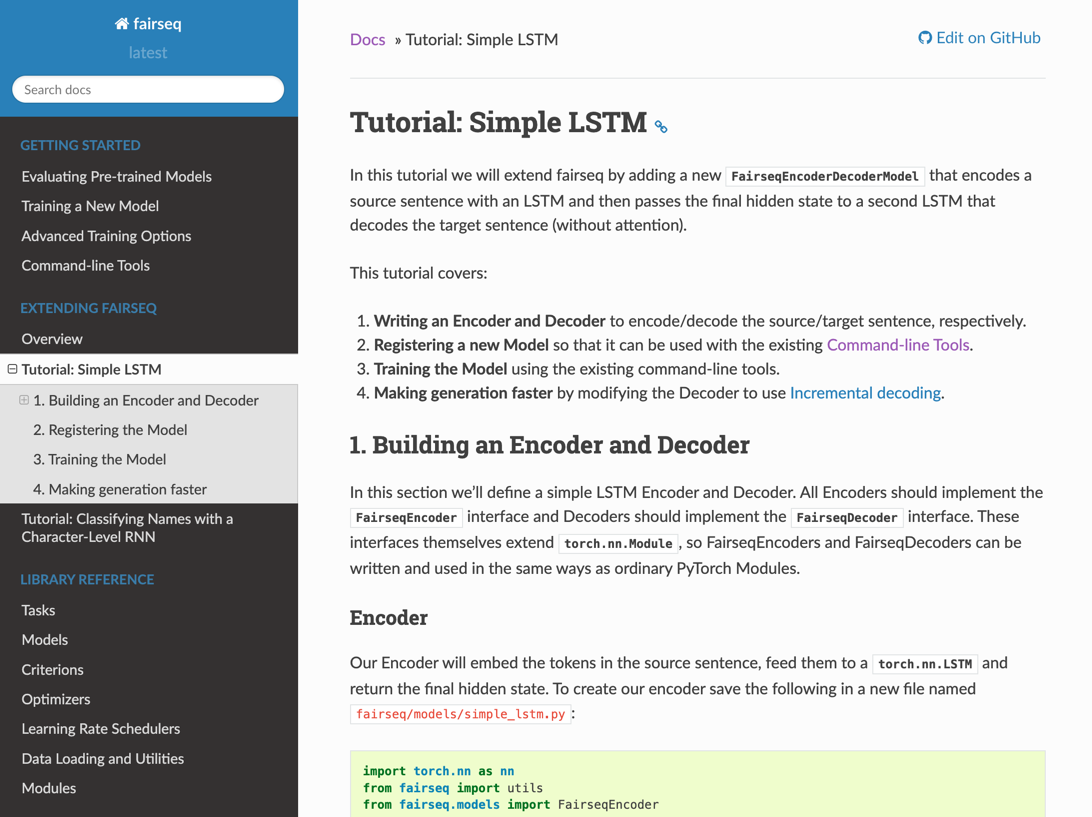 fairseq
latest
Search docs
GETTING STARTED
Evaluating Pre-trained Models
Training a New Model
Advanced Training Options
Command-line Tools
EXTENDING FAIRSEQ
Overview
Tutorial: Simple LSTM
1. Building an Encoder and Decoder
2. Registering the Model
3. Training the Model
4. Making generation faster
Tutorial: Classifying Names with a
Character-Level RNN
LIBRARY REFERENCE
Tasks
Models
Criterions
Optimizers
Learning Rate Schedulers
Data Loading and Utilities
Modules
Docs » Tutorial: Simple LSTM
Edit on GitHub
Tutorial: Simple LSTM
In this tutorial we will extend fairseq by adding a new FairseqEncoderDecoderModel that encodes a
source sentence with an LSTM and then passes the final hidden state to a second LSTM that
decodes the target sentence (without attention).
This tutorial covers:
1. Writing an Encoder and Decoder to encode/decode the source/target sentence, respectively.
2. Registering a new Model so that it can be used with the existing Command-line Tools.
3. Training the Model using the existing command-line tools.
4. Making generation faster by modifying the Decoder to use Incremental decoding.
1. Building an Encoder and Decoder
In this section we'll define a simple LSTM Encoder and Decoder. All Encoders should implement the
FairseqEncoder interface and Decoders should implement the FairseqDecoder interface. These
interfaces themselves extend torch.nn.Module, so FairseqEncoders and FairseqDecoders can be
written and used in the same ways as ordinary PyTorch Modules.
Encoder
Our Encoder will embed the tokens in the source sentence, feed them to a torch.nn.LSTM and
return the final hidden state. To create our encoder save the following in a new file named
fairseq/models/simple_lstm.py:
import torch.nn as nn
from fairseq import utils
from fairseq.models import FairseqEncoder